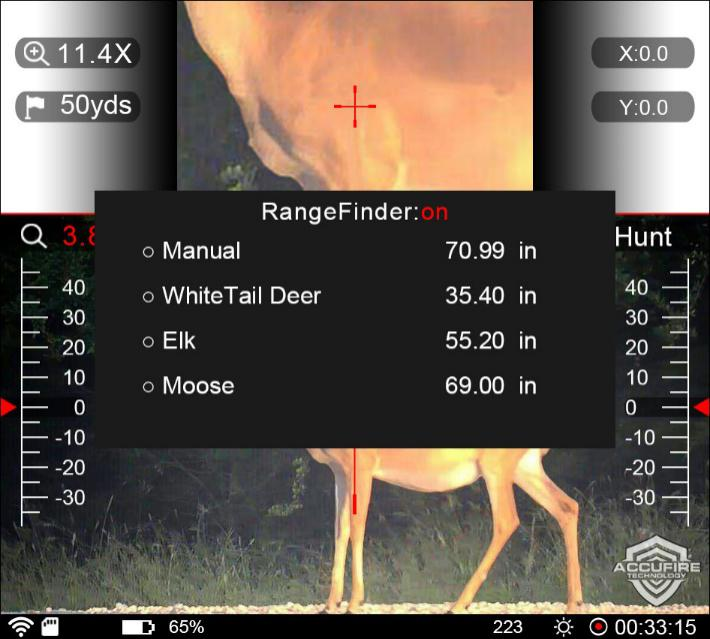 11.4X
X:0.0
50yds
Y:0.0
RangeFinder:on
3.8
Hunt
Manual 70.99 in
WhiteTail Deer 35.40 in
Elk 55.20 in
Moose 69.00 in
40 40
30 30
20 20
10 10
0 0
-10 -10
-20 -20
-30 -30
ACCUFIRE
TECHNOLOGY
65% 223 00:33:15